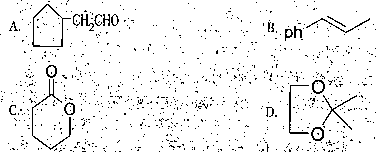 A. CH2CHO
B. ph
O
C. O
D. O
O